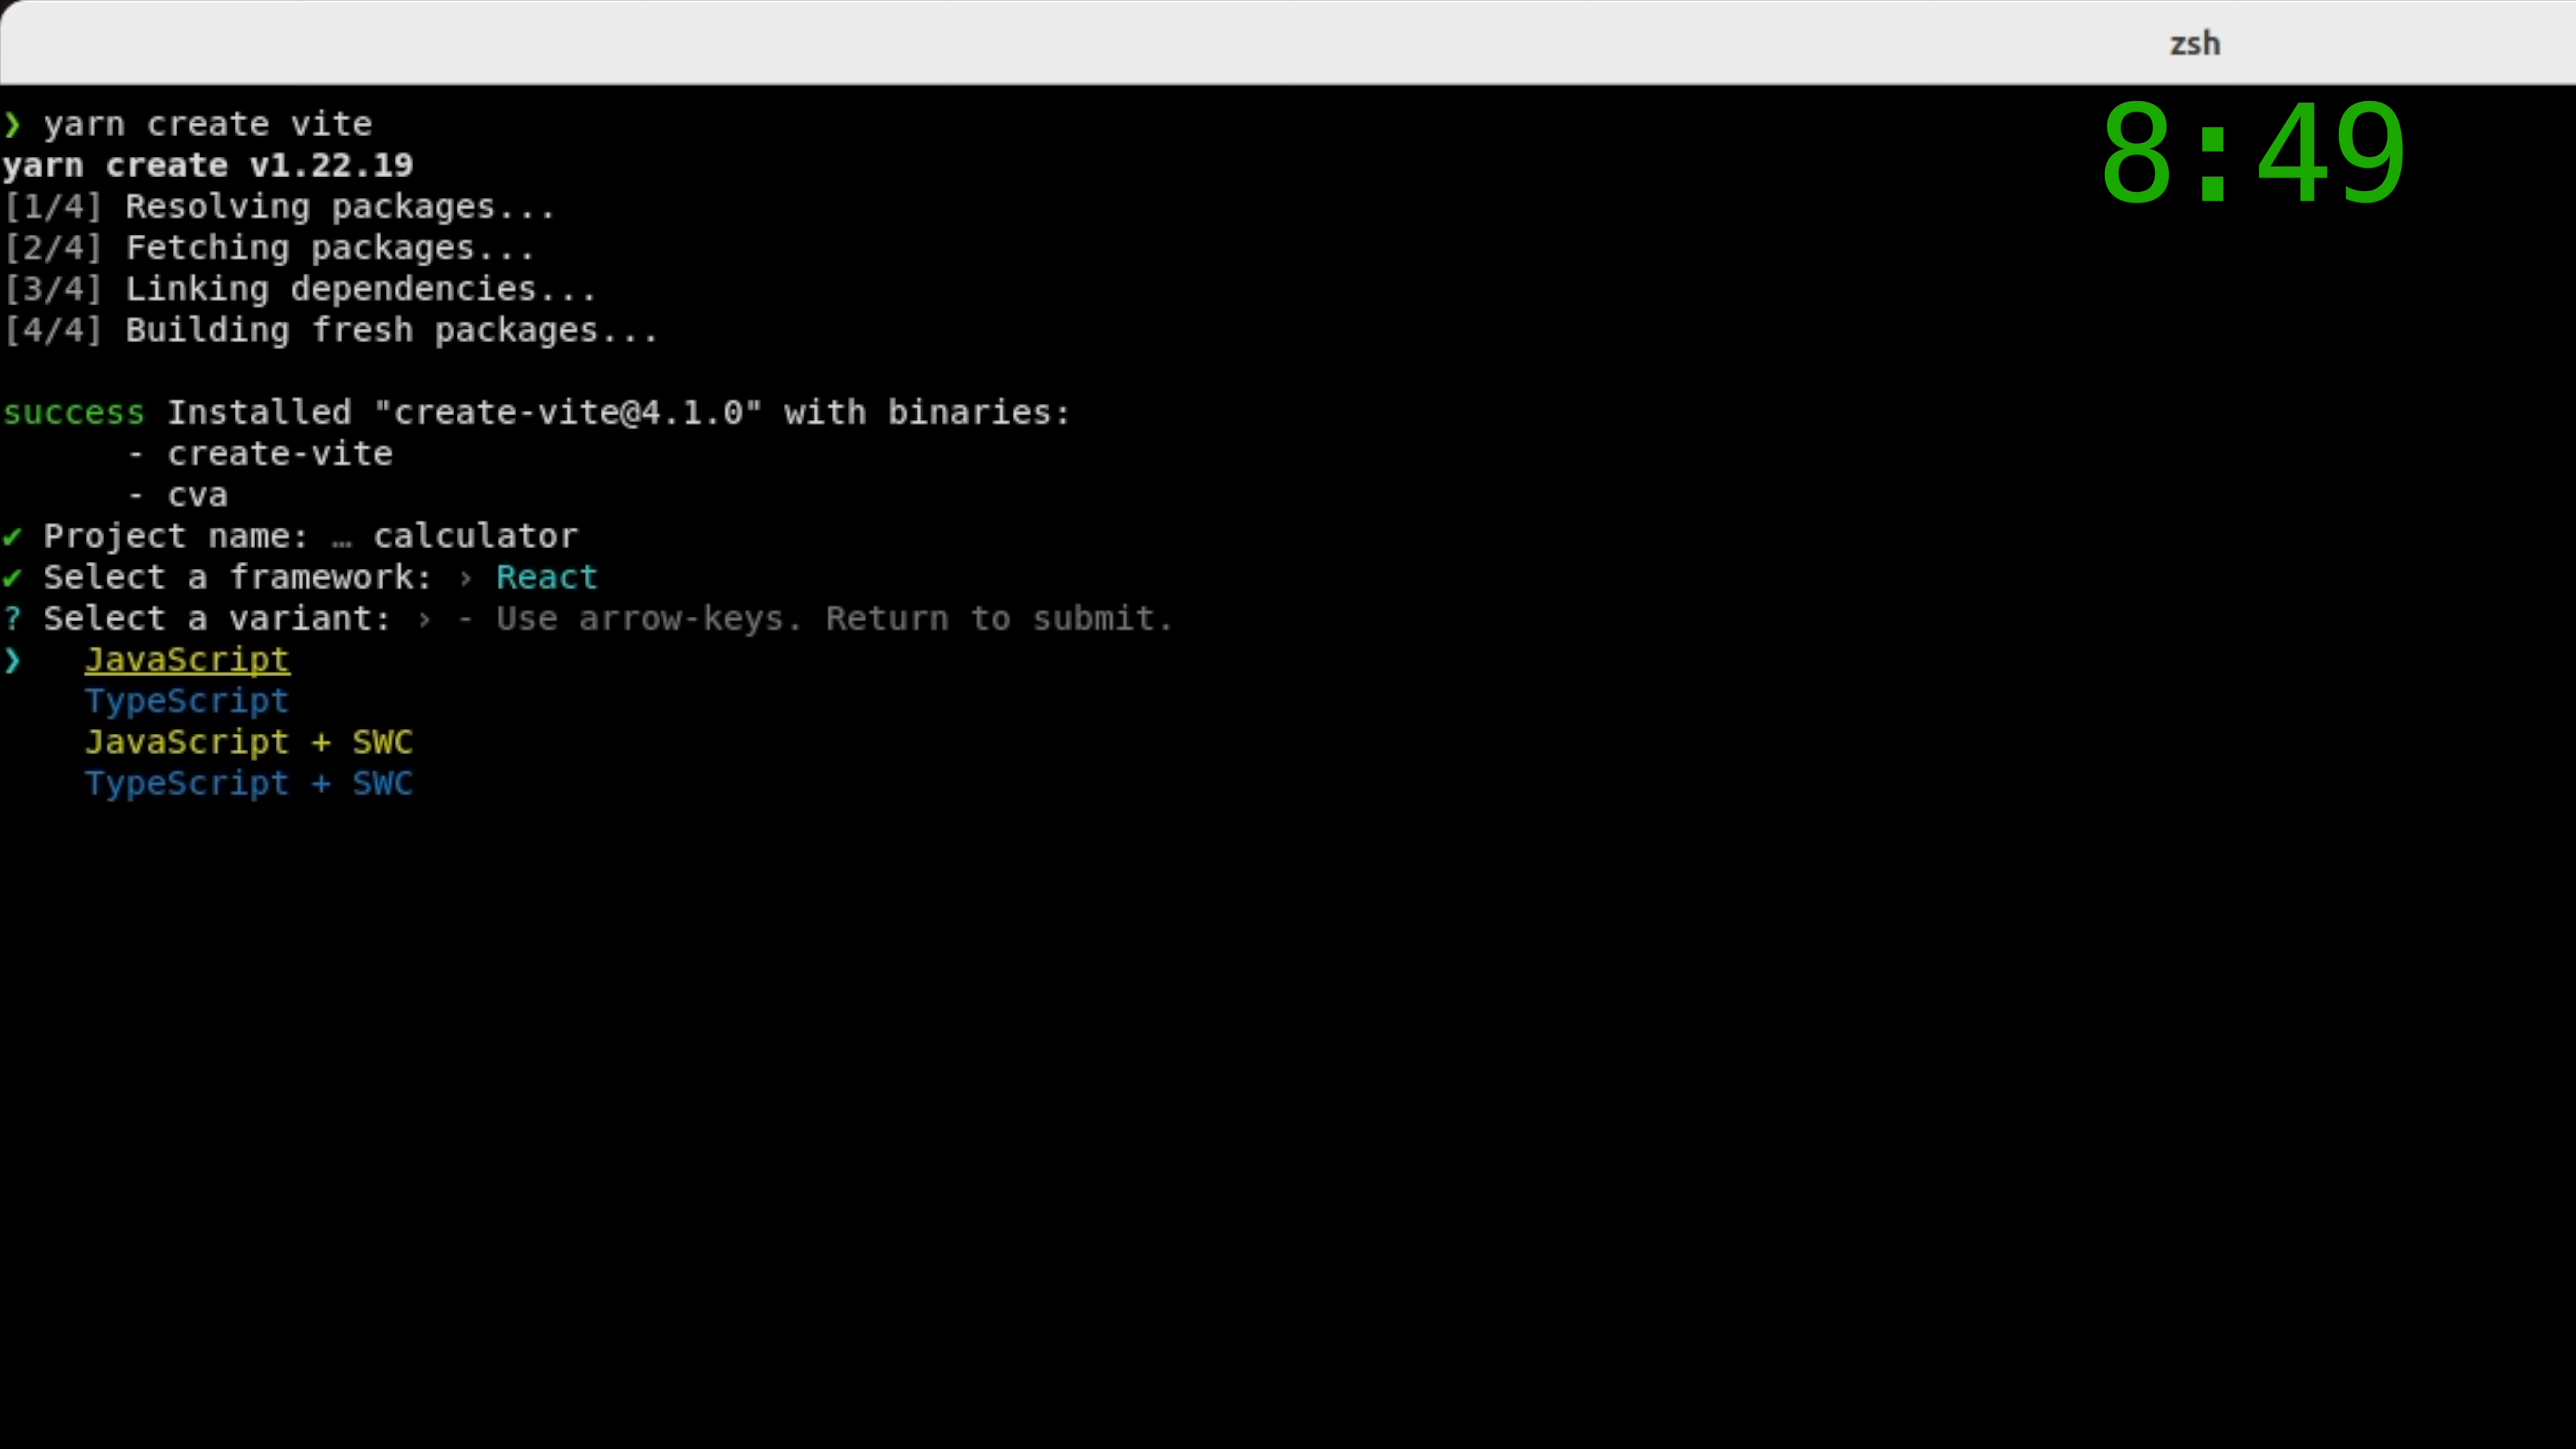 zsh
8:49
❯ yarn create vite
yarn create v1.22.19
[1/4] Resolving packages...
[2/4] Fetching packages...
[3/4] Linking dependencies...
[4/4] Building fresh packages...
success Installed "create-vite@4.1.0" with binaries:
- create-vite
- cva
✔ Project name: … calculator
✔ Select a framework: › React
? Select a variant: › - Use arrow-keys. Return to submit.
❯ JavaScript
TypeScript
JavaScript + SWC
TypeScript + SWC